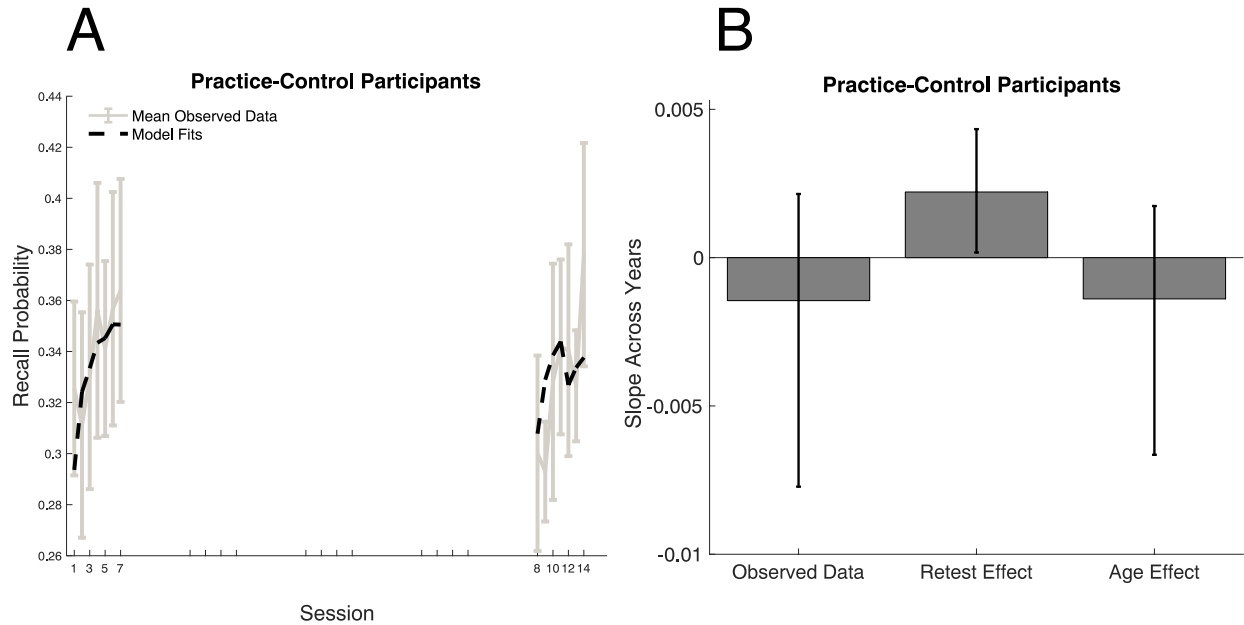 A
Practice-Control Participants
0.44
0.42
0.4
0.38
0.36
0.34
0.32
0.3
0.28
0.26
Recall Probability
Mean Observed Data
Model Fits
1 3 5 7 8 10 12 14
Session
B
Practice-Control Participants
0.005
0
-0.005
-0.01
Slope Across Years
Observed Data Retest Effect Age Effect